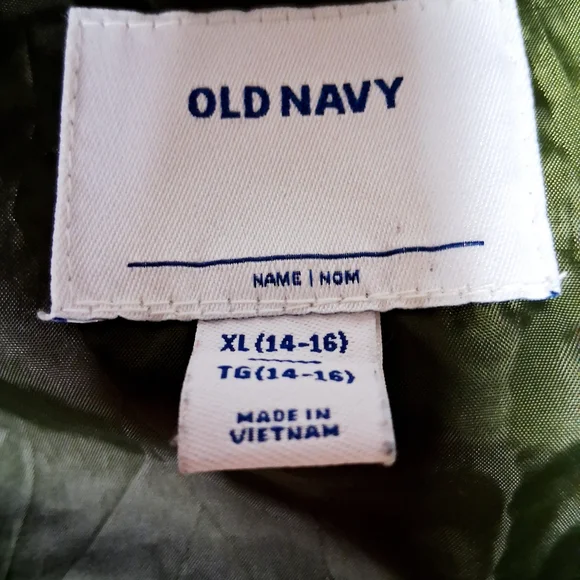 OLD NAVY
NAME | NOM
XL (14-16)
TG (14-16)
MADE IN
VIETNAM